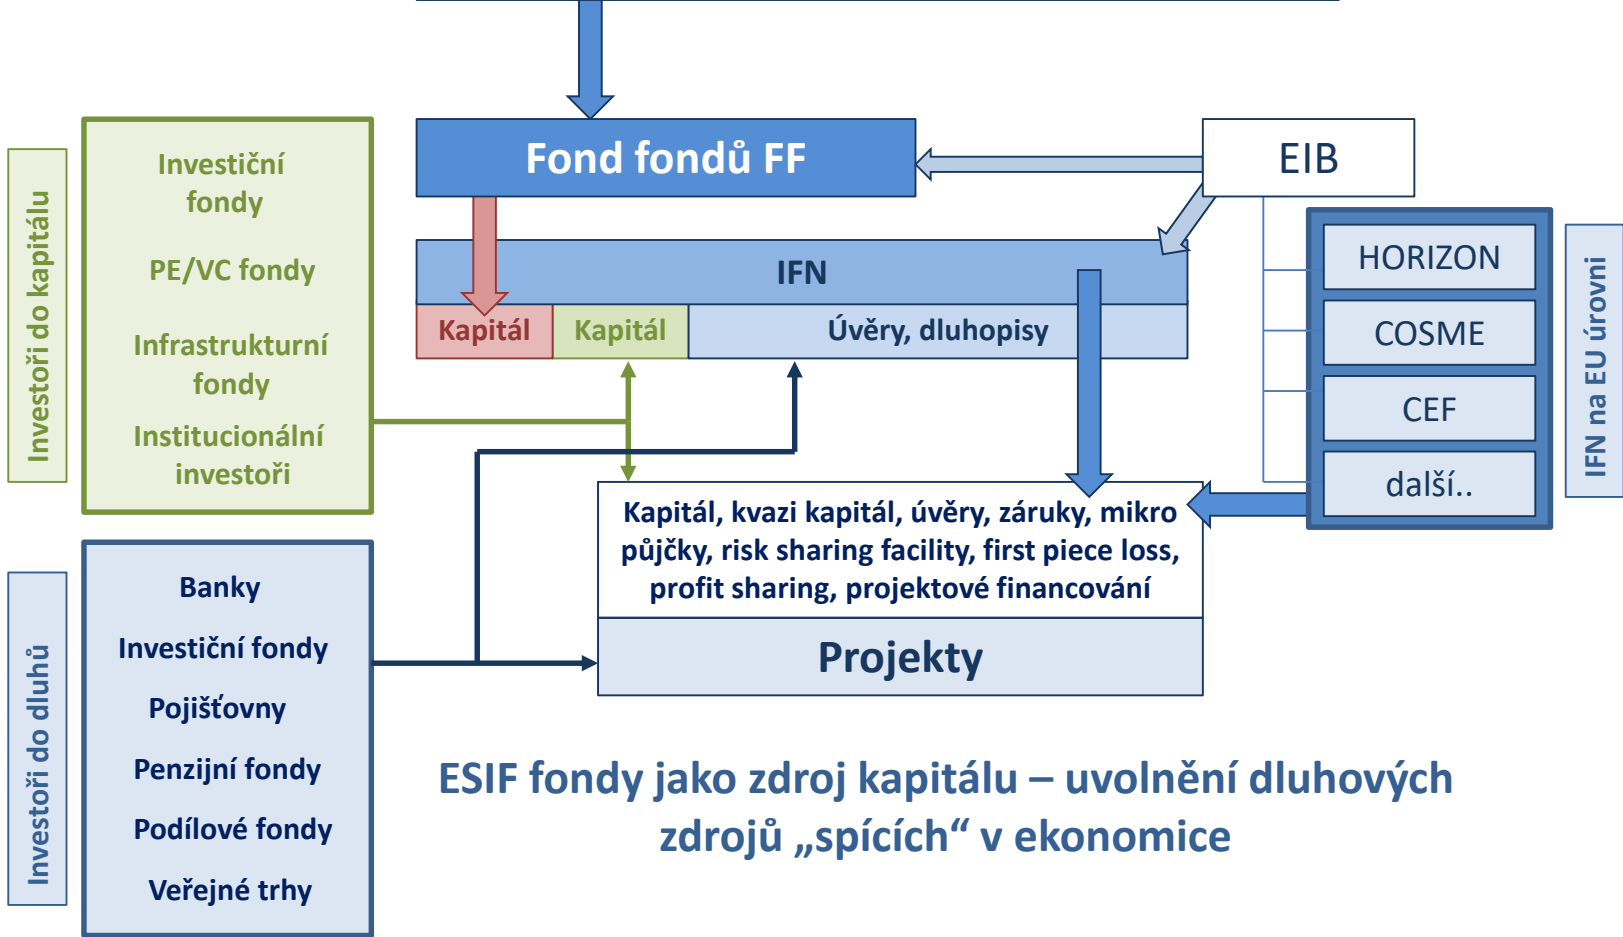 Fond fondů FF
EIB
Investoři do kapitálu
Investiční
fondy
PE/VC fondy
Infrastrukturní
fondy
Institucionální
investoři
IFN
Kapitál
Kapitál
Úvěry, dluhopisy
HORIZON
COSME
CEF
další..
IFN na EU úrovni
Kapitál, kvazi kapitál, úvěry, záruky, mikro
půjčky, risk sharing facility, first piece loss,
profit sharing, projektové financování
Projekty
Investoři do dluhů
Banky
Investiční fondy
Pojišťovny
Penzijní fondy
Podílové fondy
Veřejné trhy
ESIF fondy jako zdroj kapitálu – uvolnění dluhových
zdrojů „spících“ v ekonomice